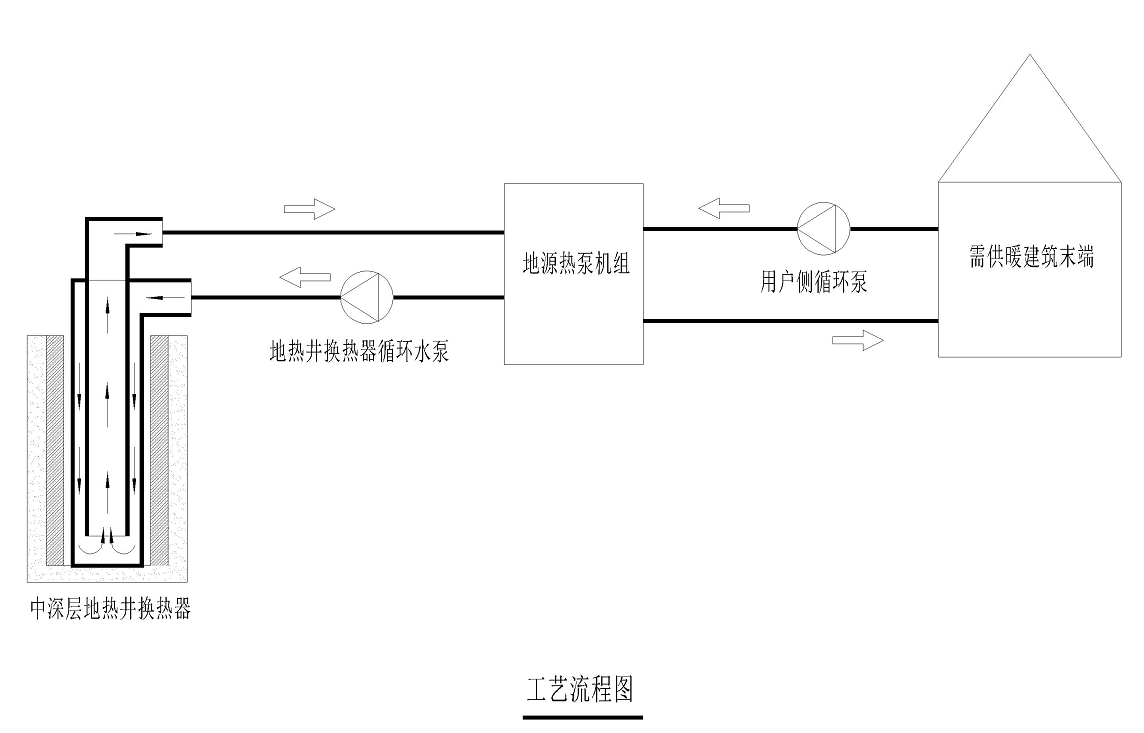 地源热泵机组
需供暖建筑末端
用户侧循环泵
地热井换热器循环水泵
中深层地热井换热器
工艺流程图